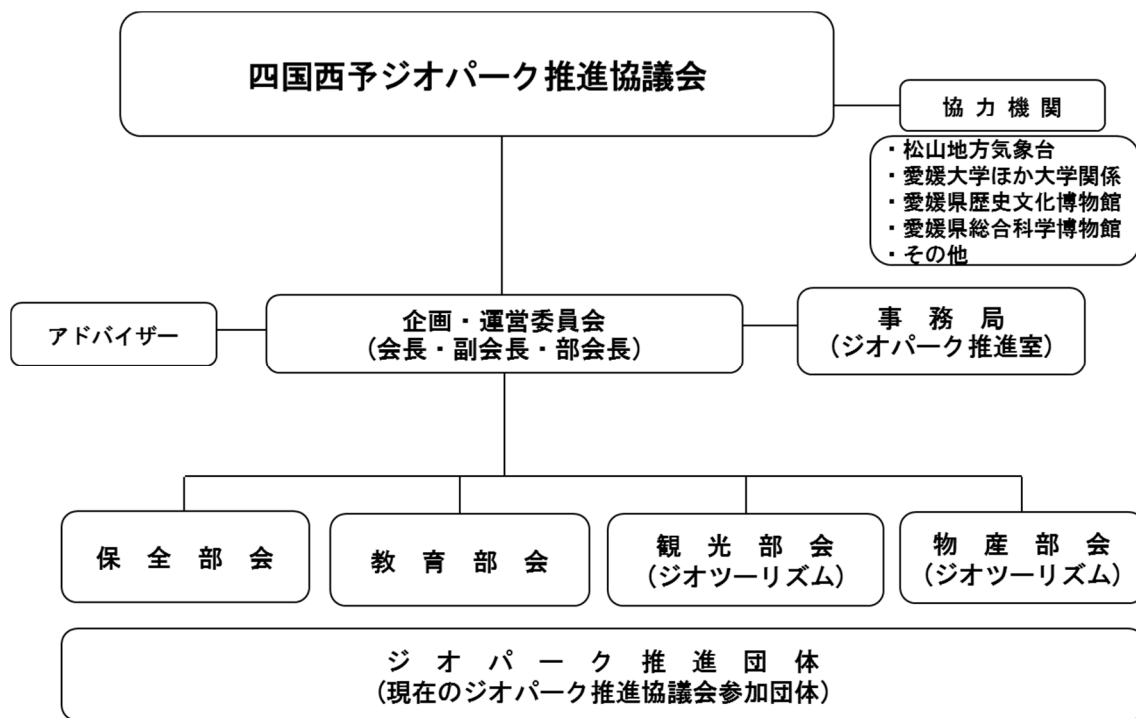 四国西予ジオパーク推進協議会
協 力 機 関
・松山地方気象台
・愛媛大学ほか大学関係
・愛媛県歴史文化博物館
・愛媛県総合科学博物館
・その他
アドバイザー
企画・運営委員会
（会長・副会長・部会長）
事 務 局
（ジオパーク推進室）
保 全 部 会
教 育 部 会
観 光 部 会
（ジオツーリズム）
物 産 部 会
（ジオツーリズム）
ジ オ パ ー ク 推 進 団 体
（現在のジオパーク推進協議会参加団体）